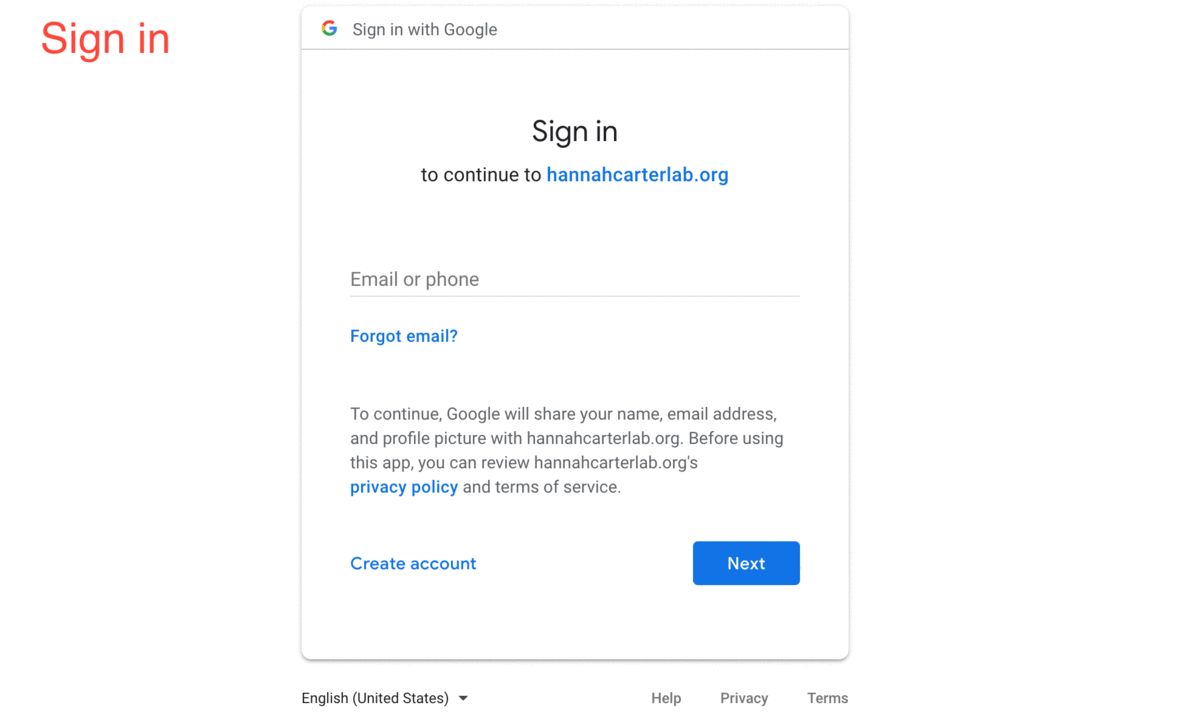 Sign in
Sign in with Google
Sign in
to continue to hannahcarterlab.org
Email or phone
Forgot email?
To continue, Google will share your name, email address,
and profile picture with hannahcarterlab.org. Before using
this app, you can review hannahcarterlab.org's
privacy policy and terms of service.
Create account
Next
English (United States)
Help
Privacy
Terms